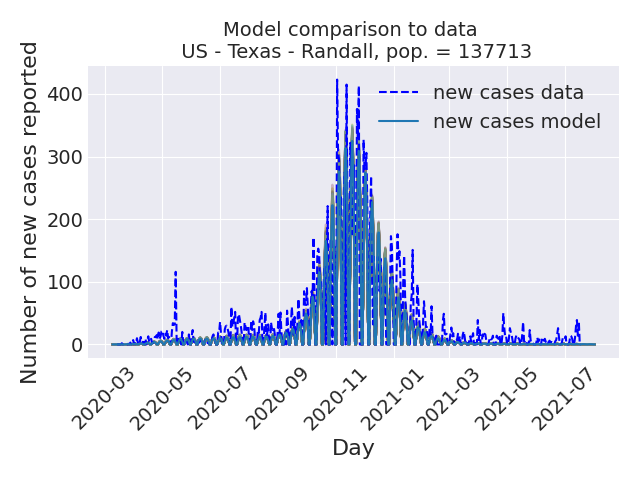 Model comparison to data
US - Texas - Randall, pop. = 137713
Number of new cases reported
400
300
200
100
0
new cases data
new cases model
2020-03
2020-05
2020-07
2020-09
2020-11
2021-01
2021-03
2021-05
2021-07
Day